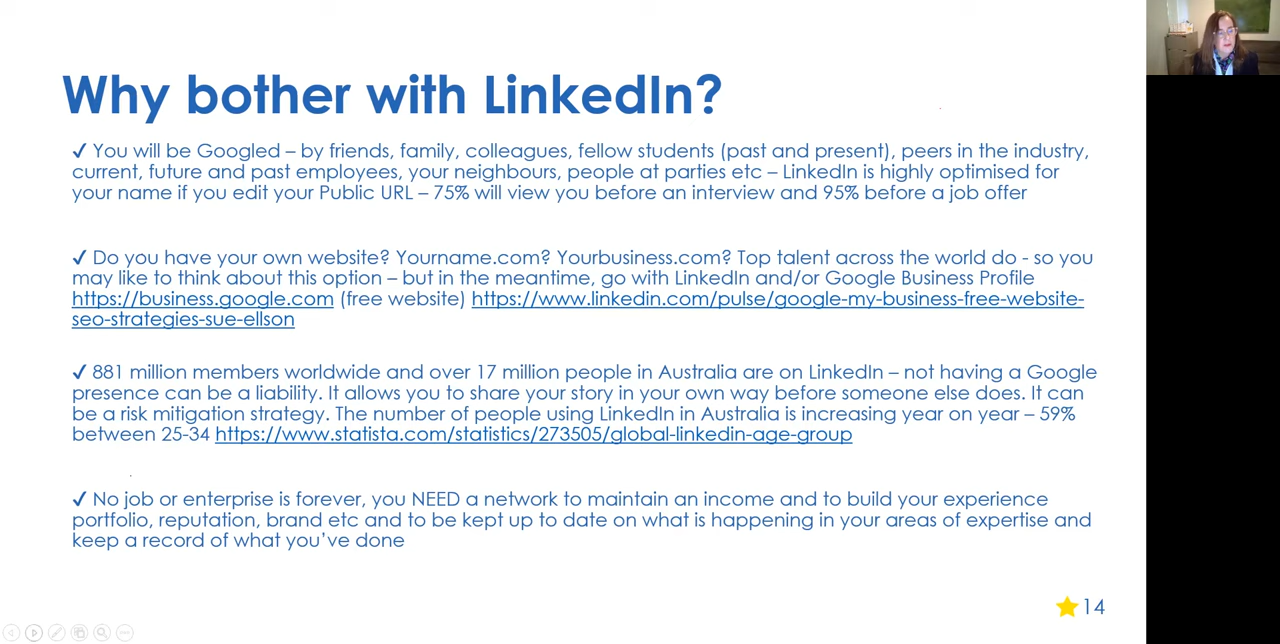 Why bother with LinkedIn?
✓ You will be Googled – by friends, family, colleagues, fellow students (past and present), peers in the industry,
current, future and past employees, your neighbours, people at parties etc – LinkedIn is highly optimised for
your name if you edit your Public URL – 75% will view you before an interview and 95% before a job offer
✓ Do you have your own website? Yourname.com? Yourbusiness.com? Top talent across the world do - so you
may like to think about this option – but in the meantime, go with LinkedIn and/or Google Business Profile
https://business.google.com (free website) https://www.linkedin.com/pulse/google-my-business-free-website-
seo-strategies-sue-ellson
✓ 881 million members worldwide and over 17 million people in Australia are on LinkedIn – not having a Google
presence can be a liability. It allows you to share your story in your own way before someone else does. It can
be a risk mitigation strategy. The number of people using LinkedIn in Australia is increasing year on year – 59%
between 25-34 https://www.statista.com/statistics/273505/global-linkedin-age-group
✓ No job or enterprise is forever, you NEED a network to maintain an income and to build your experience
portfolio, reputation, brand etc and to be kept up to date on what is happening in your areas of expertise and
keep a record of what you've done
14